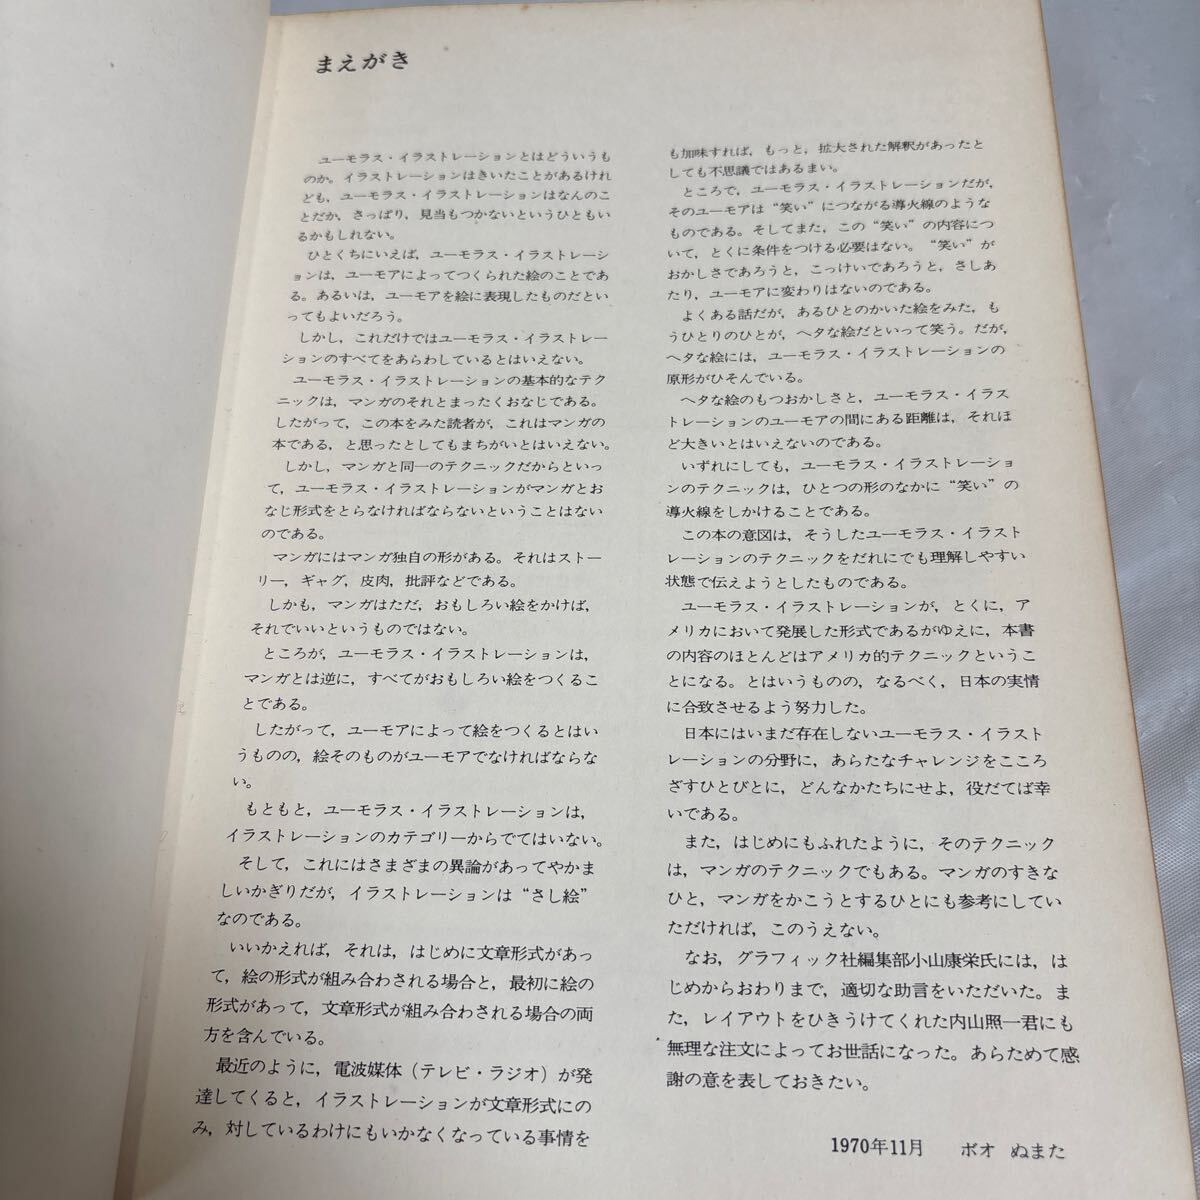 まえがき
ユーモラス・イラストレーションとはどういうも
のか。イラストレーションはきいたことがあるけれ
ども，ユーモラス・イラストレーションはなんのこ
とだか，さっぱり，見当もつかないというひともい
るかもしれない。
ひとくちにいえば，ユーモラス・イラストレーシ
ョンは，ユーモアによってつくられた絵のことであ
る。あるいは，ユーモアを絵に表現したものだとい
ってもよいだろう。
しかし，これだけではユーモラス・イラストレー
ションのすべてをあらわしているとはいえない。
ユーモラス・イラストレーションの基本的なテク
ニックは，マンガのそれとまったくおなじである。
したがって，この本をみた読者が，これはマンガの
本である，と思ったとしてもまちがいとはいえない。
しかし，マンガと同一のテクニックだからといっ
て，ユーモラス・イラストレーションがマンガとお
なじ形式をとらなければならないということはない
のである。
マンガにはマンガ独自の形がある。それはストー
リー，ギャグ，皮肉，批評などである。
しかも，マンガはただ，おもしろい絵をかけば，
それでいいというものではない。
ところが，ユーモラス・イラストレーションは，
マンガとは逆に，すべてがおもしろい絵をつくるこ
とである。
したがって，ユーモアによって絵をつくるとはい
うものの，絵そのものがユーモアでなければならな
い。
もともと，ユーモラス・イラストレーションは，
イラストレーションのカテゴリーからでてはいない。
そして，これにはさまざまの異論があってやかま
しいかぎりだが，イラストレーションは“さし絵”
なのである。
いいかえれば，それは，はじめに文章形式があっ
て，絵の形式が組み合わされる場合と，最初に絵の
形式があって，文章形式が組み合わされる場合の両
方を含んでいる。
最近のように，電波媒体（テレビ・ラジオ）が発
達してくると，イラストレーションが文章形式にの
み，対しているわけにもいかなくなっている事情を
も加味すれば，もっと，拡大された解釈があったと
しても不思議ではあるまい。
ところで，ユーモラス・イラストレーションだが，
そのユーモアは“笑い”につながる導火線のような
ものである。そしてまた，この“笑い”の内容につ
いて，とくに条件をつける必要はない。“笑い”が
おかしさであろうと，こっけいであろうと，さしあ
たり，ユーモアに変わりはないのである。
よくある話だが，あるひとのかいた絵をみた，も
うひとりのひとが，ヘタな絵だといって笑う。だが，
ヘタな絵には，ユーモラス・イラストレーションの
原形がひそんでいる。
ヘタな絵のもつおかしさと，ユーモラス・イラス
トレーションのユーモアの間にある距離は，それほ
ど大きいとはいえないのである。
いずれにしても，ユーモラス・イラストレーショ
ンのテクニックは，ひとつの形のなかに“笑い”の
導火線をしかけることである。
この本の意図は，そうしたユーモラス・イラスト
レーションのテクニックをだれにでも理解しやすい
状態で伝えようとしたものである。
ユーモラス・イラストレーションが，とくに，ア
メリカにおいて発展した形式であるがゆえに，本書
の内容のほとんどはアメリカ的テクニックというこ
とになる。とはいうものの，なるべく，日本の実情
に合致させるよう努力した。
日本にはいまだ存在しないユーモラス・イラスト
レーションの分野に，あらたなチャレンジをこころ
ざすひとびとに，どんなかたちにせよ，役だてば幸
いである。
また，はじめにもふれたように，そのテクニック
は，マンガのテクニックでもある。マンガのすきな
ひと，マンガをかこうとするひとにも参考にしてい
ただければ，このうえない。
なお，グラフィック社編集部小山康栄氏には，は
じめからおわりまで，適切な助言をいただいた。ま
た，レイアウトをひきうけてくれた内山照一君にも
無理な注文によってお世話になった。あらためて感
謝の意を表しておきたい。
1970年11月　ボオ　ぬまた